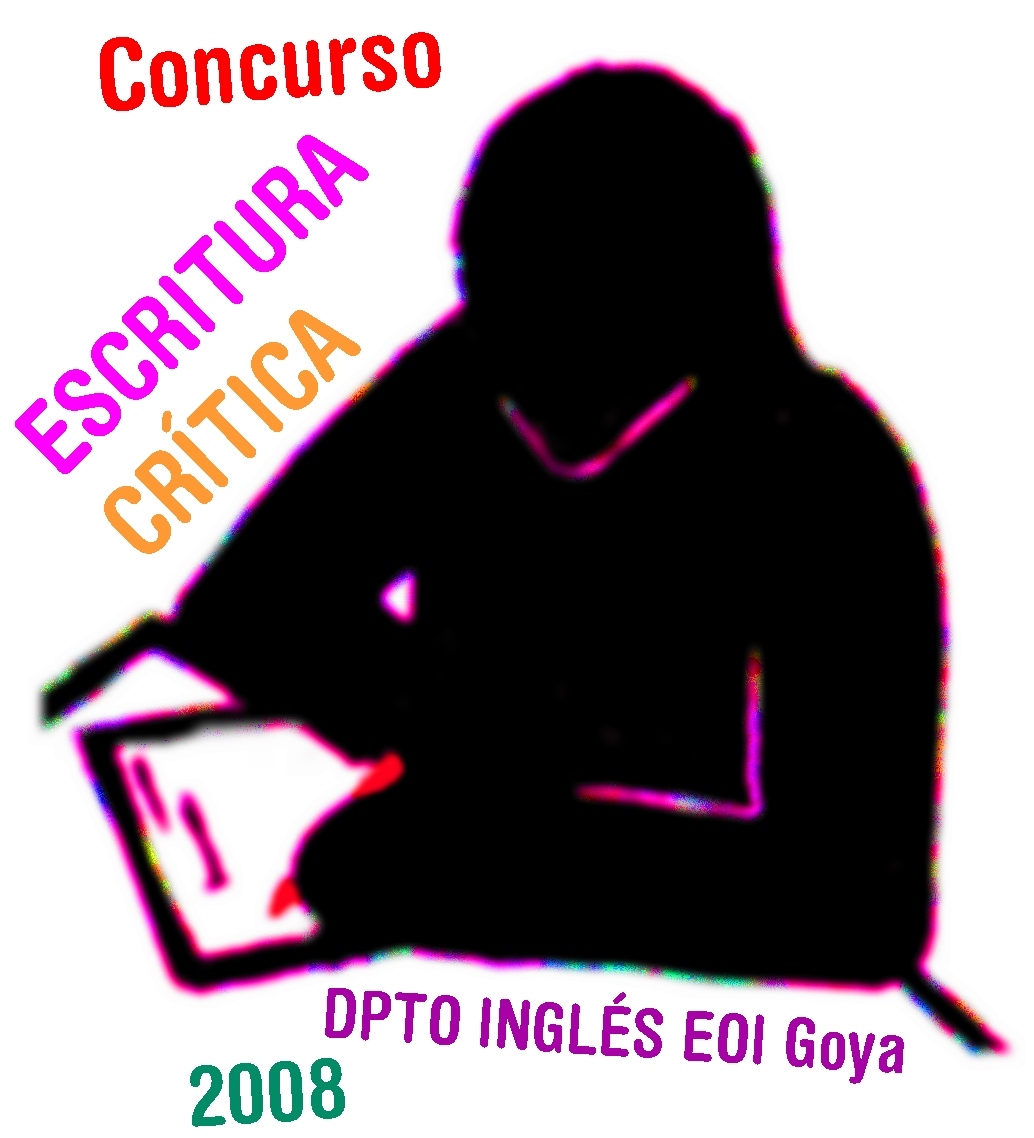 Concurso
ESCRITURA
CRÍTICA
DPTO INGLÉS EOI Goya
2008